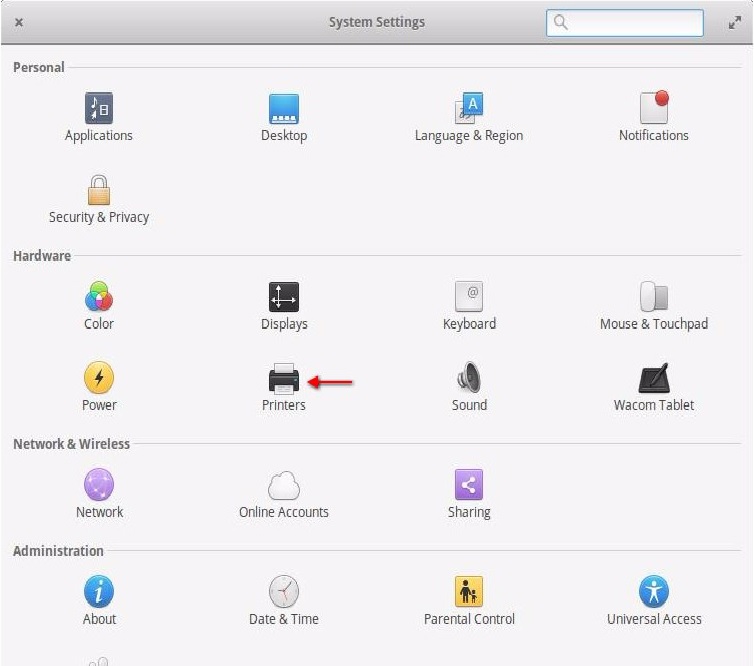 System Settings
Personal
Applications
Desktop
Language & Region
Notifications
Security & Privacy
Hardware
Color
Displays
Keyboard
Mouse & Touchpad
Power
Printers
Sound
Wacom Tablet
Network & Wireless
Network
Online Accounts
Sharing
Administration
About
Date & Time
Parental Control
Universal Access